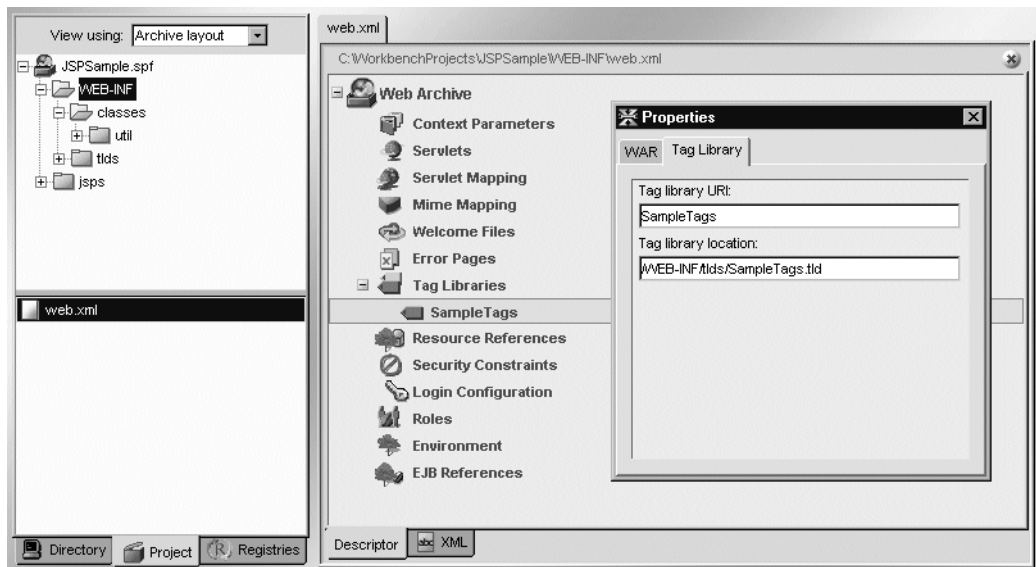 View using: Archive layout
JSPSample.spf
WEB-INF
classes
util
tlds
jsps
web.xml
Directory
Project
Registries
web.xml
C:\WorkbenchProjects\JSPSample\WEB-INF\web.xml
Web Archive
Context Parameters
Servlets
Servlet Mapping
Mime Mapping
Welcome Files
Error Pages
Tag Libraries
SampleTags
Resource References
Security Constraints
Login Configuration
Roles
Environment
EJB References
Descriptor
abc XML
Properties
WAR
Tag Library
Tag library URI:
SampleTags
Tag library location:
/WEB-INF/tlds/SampleTags.tld